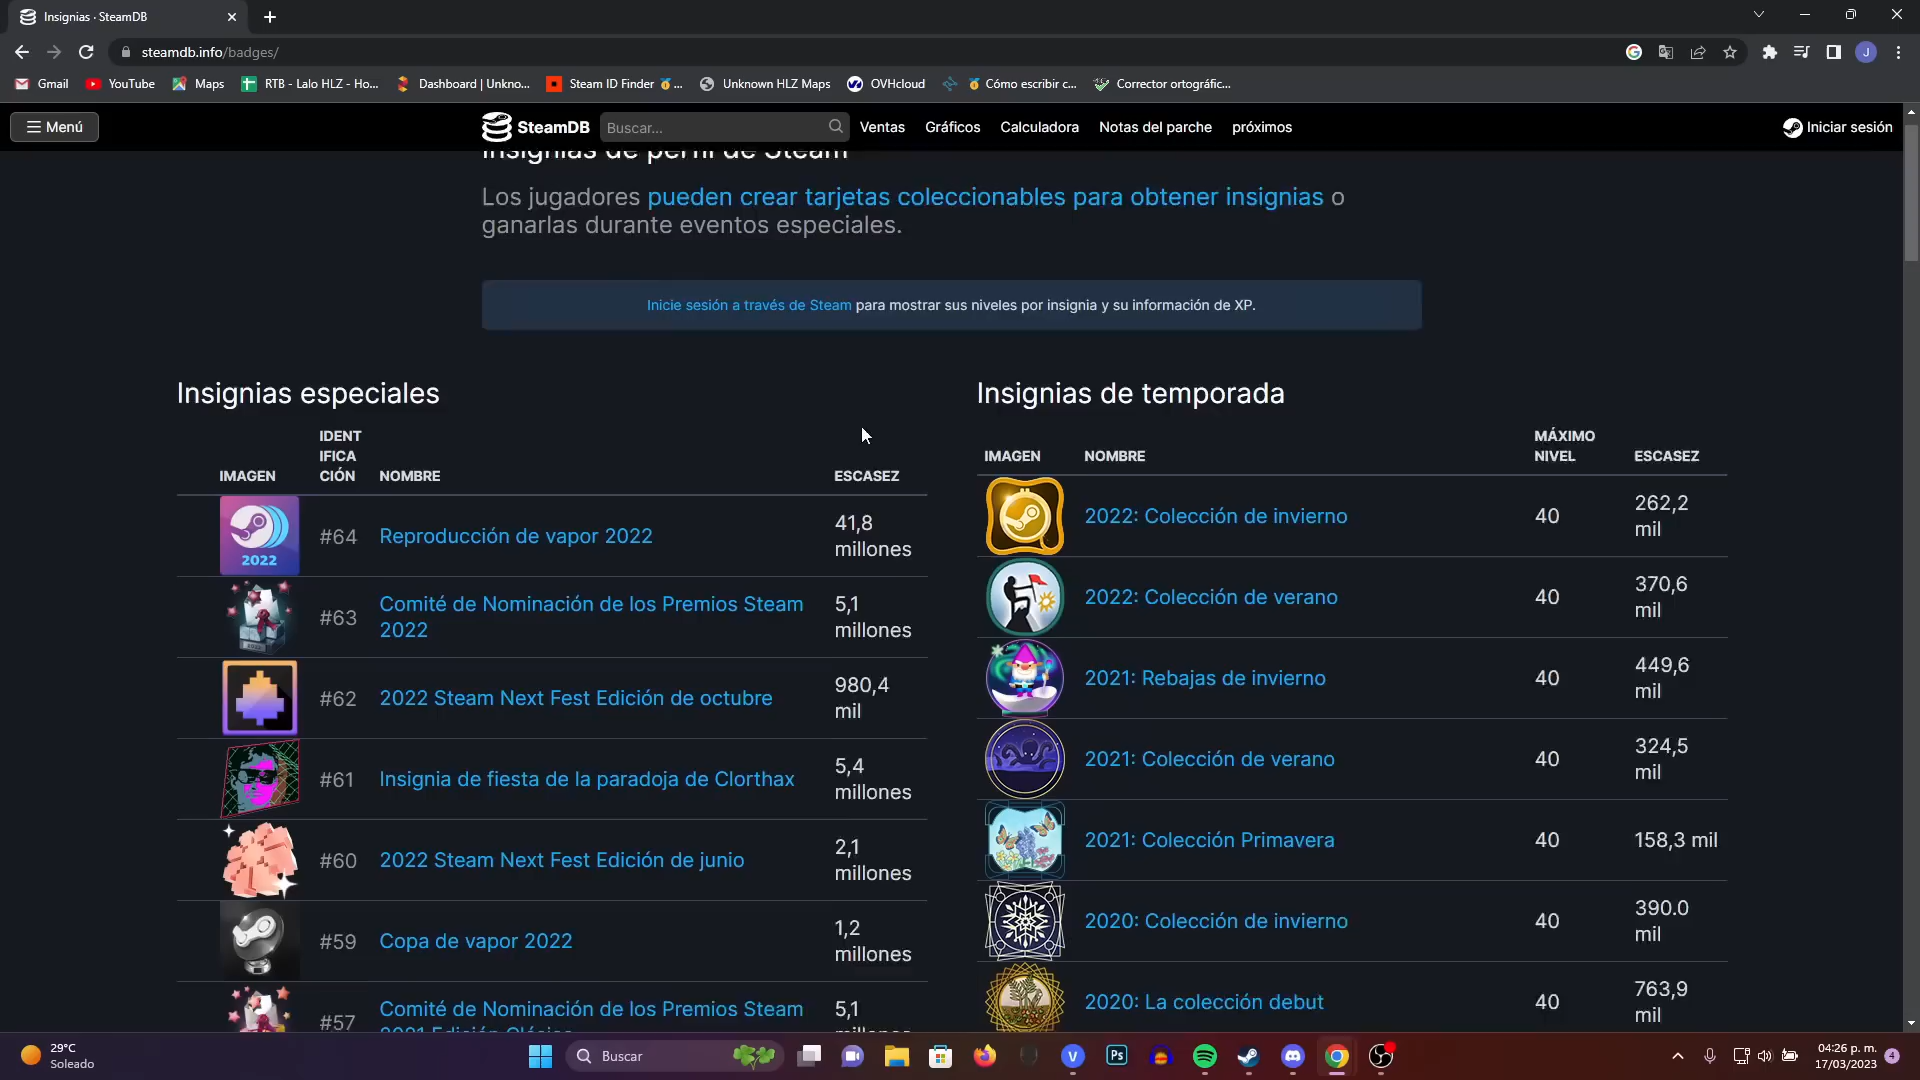 Insignias · SteamDB
steamdb.info/badges/
Gmail
YouTube
Maps
RTB - Lalo HLZ - Ho...
Dashboard | Unkno...
Steam ID Finder 🥇 ...
Unknown HLZ Maps
OVHcloud
🥇 Cómo escribir c...
Corrector ortográfic...
J
Menú
SteamDB
Buscar...
Ventas
Gráficos
Calculadora
Notas del parche
próximos
Iniciar sesión
Insignias de perfil de Steam
Los jugadores pueden crear tarjetas coleccionables para obtener insignias o
ganarlas durante eventos especiales.
Inicie sesión a través de Steam para mostrar sus niveles por insignia y su información de XP.
Insignias especiales
IMAGEN
IDENT
IFICA
CIÓN
NOMBRE
ESCASEZ
2022
#64
Reproducción de vapor 2022
41,8
millones
#63
Comité de Nominación de los Premios Steam
2022
5,1
millones
#62
2022 Steam Next Fest Edición de octubre
980,4
mil
#61
Insignia de fiesta de la paradoja de Clorthax
5,4
millones
#60
2022 Steam Next Fest Edición de junio
2,1
millones
#59
Copa de vapor 2022
1,2
millones
#57
Comité de Nominación de los Premios Steam
2021 Edición Clásica
5,1
millones
Insignias de temporada
IMAGEN
NOMBRE
MÁXIMO
NIVEL
ESCASEZ
2022: Colección de invierno
40
262,2
mil
2022: Colección de verano
40
370,6
mil
2021: Rebajas de invierno
40
449,6
mil
2021: Colección de verano
40
324,5
mil
2021: Colección Primavera
40
158,3 mil
2020: Colección de invierno
40
390.0
mil
2020: La colección debut
40
763,9
mil
29°C
Soleado
Buscar
V
Ps
04:26 p. m.
17/03/2023
4